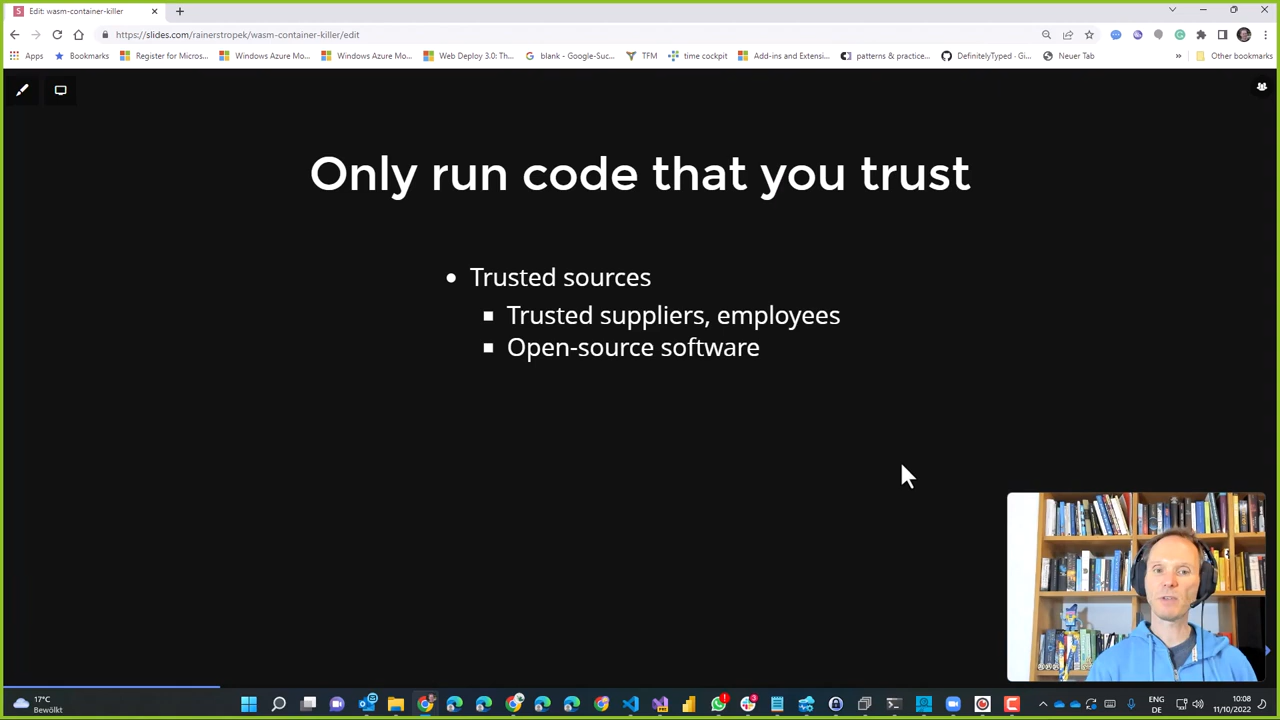 Edit: wasm-container-killer
https://slides.com/rainerstropek/wasm-container-killer/edit
Apps
Bookmarks
Register for Micros...
Windows Azure Mo...
Windows Azure Mo...
Web Deploy 3.0: Th...
blank - Google-Suc...
TFM
time cockpit
Add-ins and Extensi...
patterns & practice...
DefinitelyTyped - Gi...
Neuer Tab
»
Other bookmarks
Only run code that you trust
• Trusted sources
▪ Trusted suppliers, employees
▪ Open-source software
17°C
Bewölkt
ENG
DE
10:08
11/10/2022